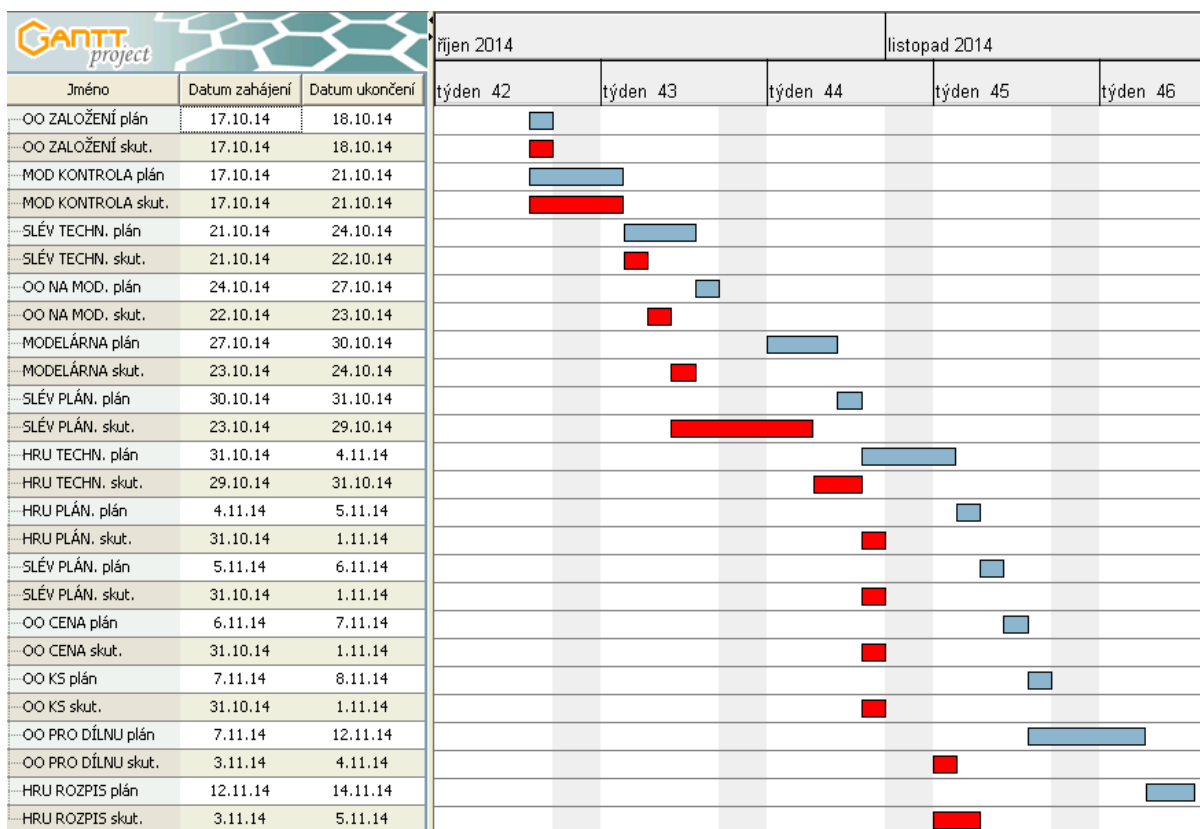 GANTT
project
říjen 2014 listopad 2014
Jméno Datum zahájení Datum ukončení týden 42 týden 43 týden 44 týden 45 týden 46
OO ZALOŽENÍ plán 17.10.14 18.10.14
OO ZALOŽENÍ skut. 17.10.14 18.10.14
MOD KONTROLA plán 17.10.14 21.10.14
MOD KONTROLA skut. 17.10.14 21.10.14
SLÉV TECHN. plán 21.10.14 24.10.14
SLÉV TECHN. skut. 21.10.14 22.10.14
OO NA MOD. plán 24.10.14 27.10.14
OO NA MOD. skut. 22.10.14 23.10.14
MODELÁRNA plán 27.10.14 30.10.14
MODELÁRNA skut. 23.10.14 24.10.14
SLÉV PLÁN. plán 30.10.14 31.10.14
SLÉV PLÁN. skut. 23.10.14 29.10.14
HRU TECHN. plán 31.10.14 4.11.14
HRU TECHN. skut. 29.10.14 31.10.14
HRU PLÁN. plán 4.11.14 5.11.14
HRU PLÁN. skut. 31.10.14 1.11.14
SLÉV PLÁN. plán 5.11.14 6.11.14
SLÉV PLÁN. skut. 31.10.14 1.11.14
OO CENA plán 6.11.14 7.11.14
OO CENA skut. 31.10.14 1.11.14
OO KS plán 7.11.14 8.11.14
OO KS skut. 31.10.14 1.11.14
OO PRO DÍLNU plán 7.11.14 12.11.14
OO PRO DÍLNU skut. 3.11.14 4.11.14
HRU ROZPIS plán 12.11.14 14.11.14
HRU ROZPIS skut. 3.11.14 5.11.14